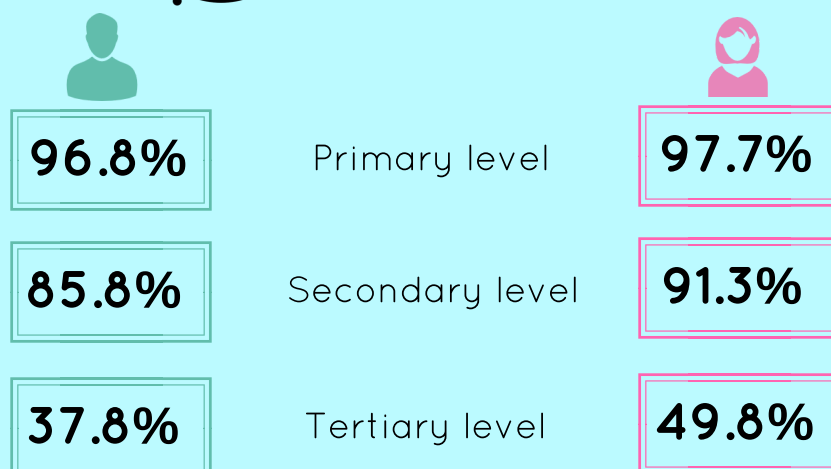 96.8% Primary level 97.7%
85.8% Secondary level 91.3%
37.8% Tertiary level 49.8%